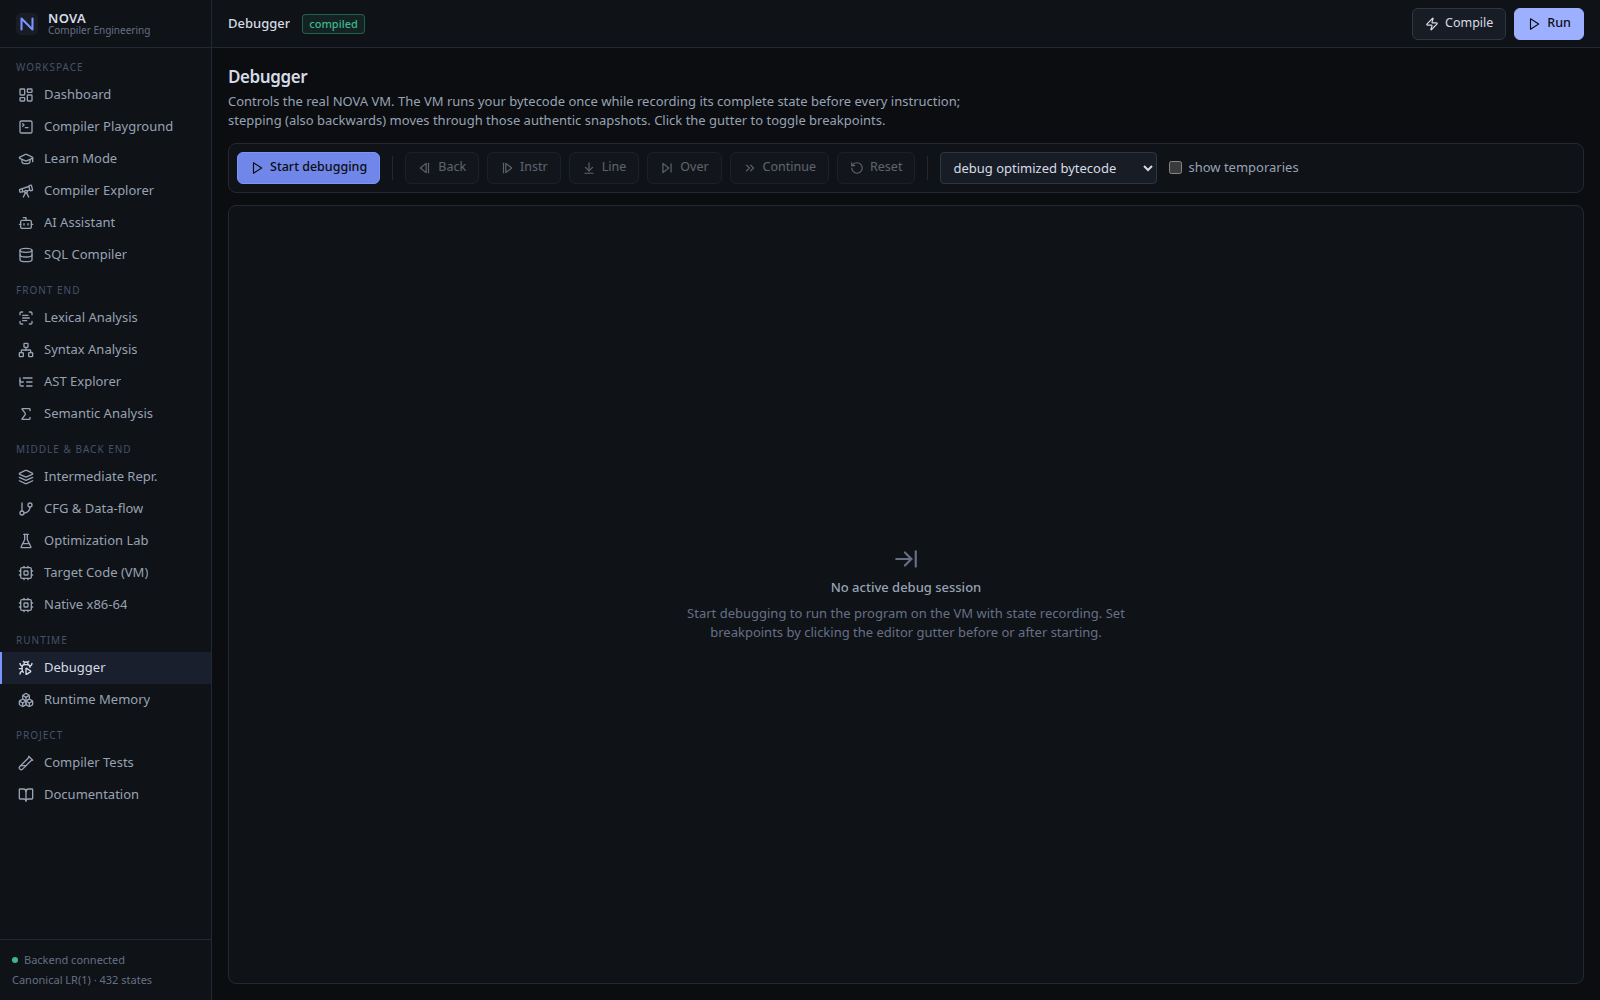 NOVA
Compiler Engineering
WORKSPACE
Dashboard
Compiler Playground
Learn Mode
Compiler Explorer
AI Assistant
SQL Compiler
FRONT END
Lexical Analysis
Syntax Analysis
AST Explorer
Semantic Analysis
MIDDLE & BACK END
Intermediate Repr.
CFG & Data-flow
Optimization Lab
Target Code (VM)
Native x86-64
RUNTIME
Debugger
Runtime Memory
PROJECT
Compiler Tests
Documentation
Backend connected
Canonical LR(1) · 432 states
Debugger compiled Compile Run
Debugger
Controls the real NOVA VM. The VM runs your bytecode once while recording its complete state before every instruction;
stepping (also backwards) moves through those authentic snapshots. Click the gutter to toggle breakpoints.
Start debugging Back Instr Line Over Continue Reset debug optimized bytecode show temporaries
No active debug session
Start debugging to run the program on the VM with state recording. Set
breakpoints by clicking the editor gutter before or after starting.